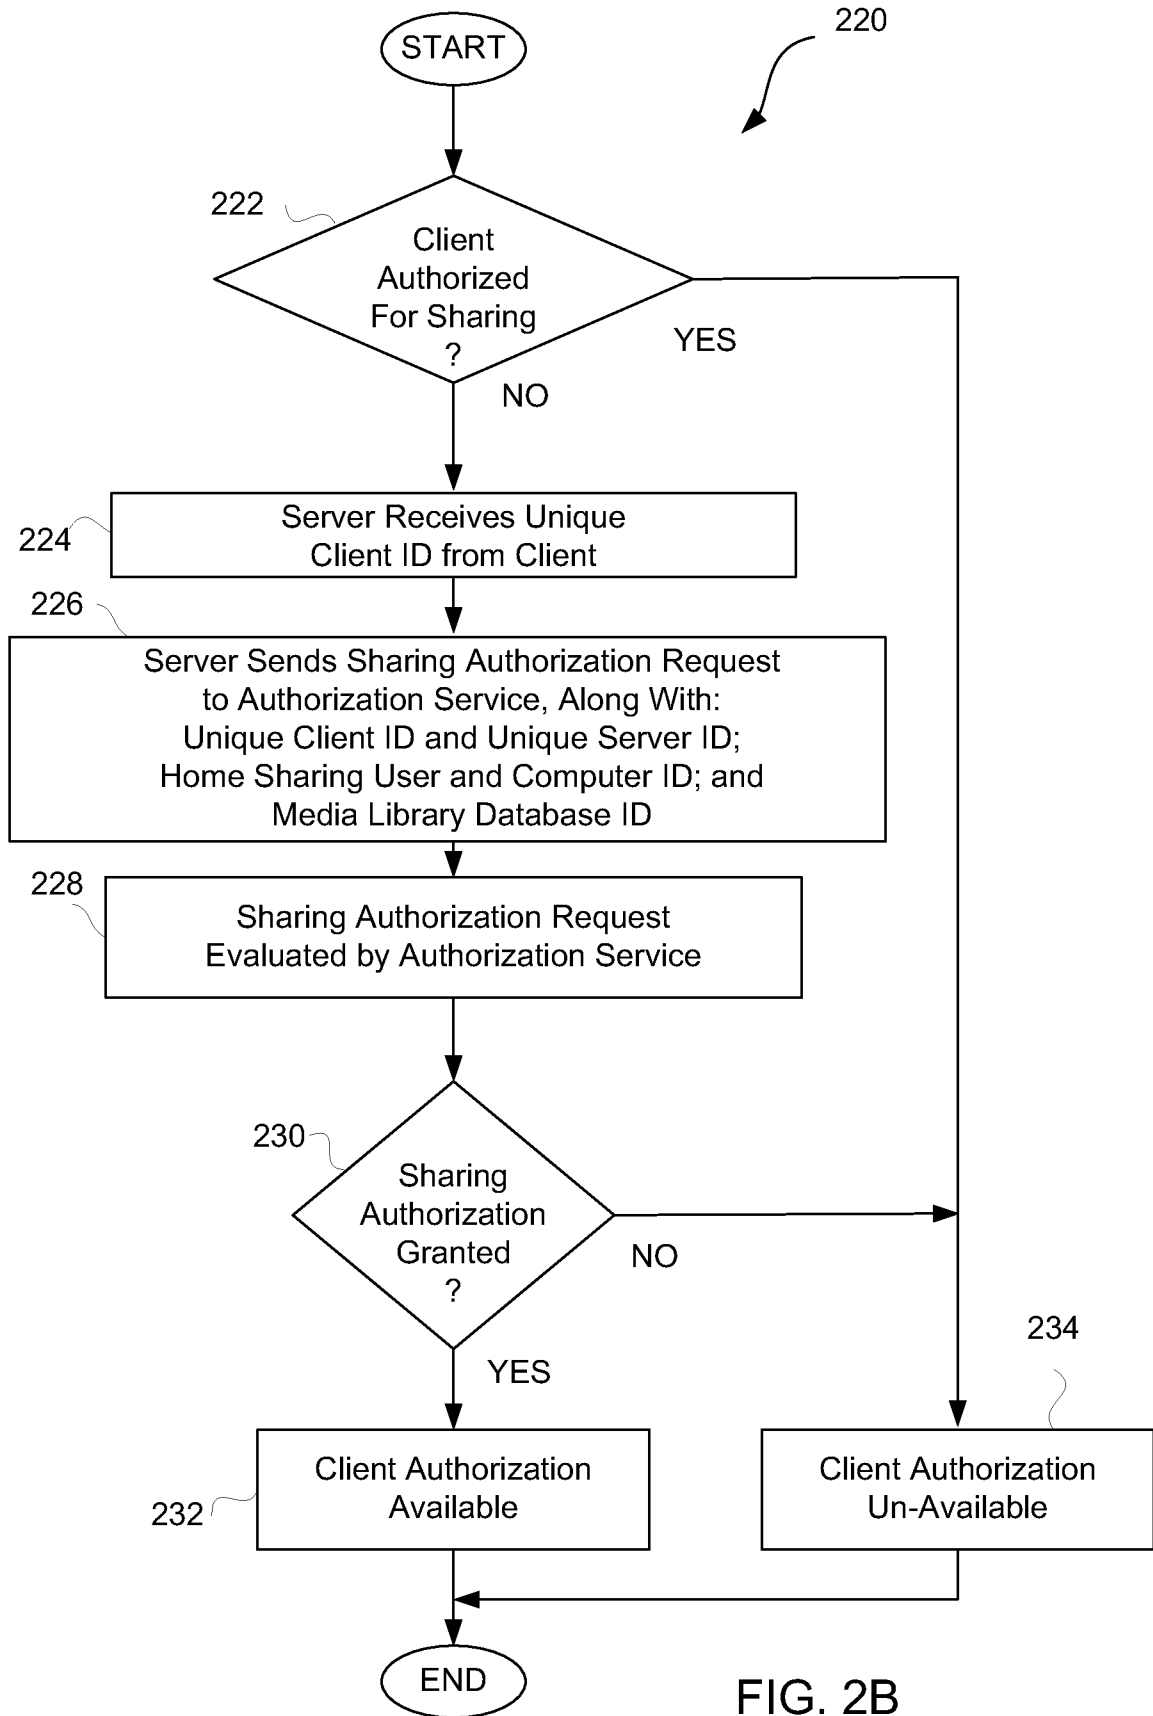 220
START
222
Client
Authorized
For Sharing
?
YES
NO
224
Server Receives Unique
Client ID from Client
226
Server Sends Sharing Authorization Request
to Authorization Service, Along With:
Unique Client ID and Unique Server ID;
Home Sharing User and Computer ID; and
Media Library Database ID
228
Sharing Authorization Request
Evaluated by Authorization Service
230
Sharing
Authorization
Granted
?
NO
YES
234
232
Client Authorization
Available
Client Authorization
Un-Available
END
FIG. 2B